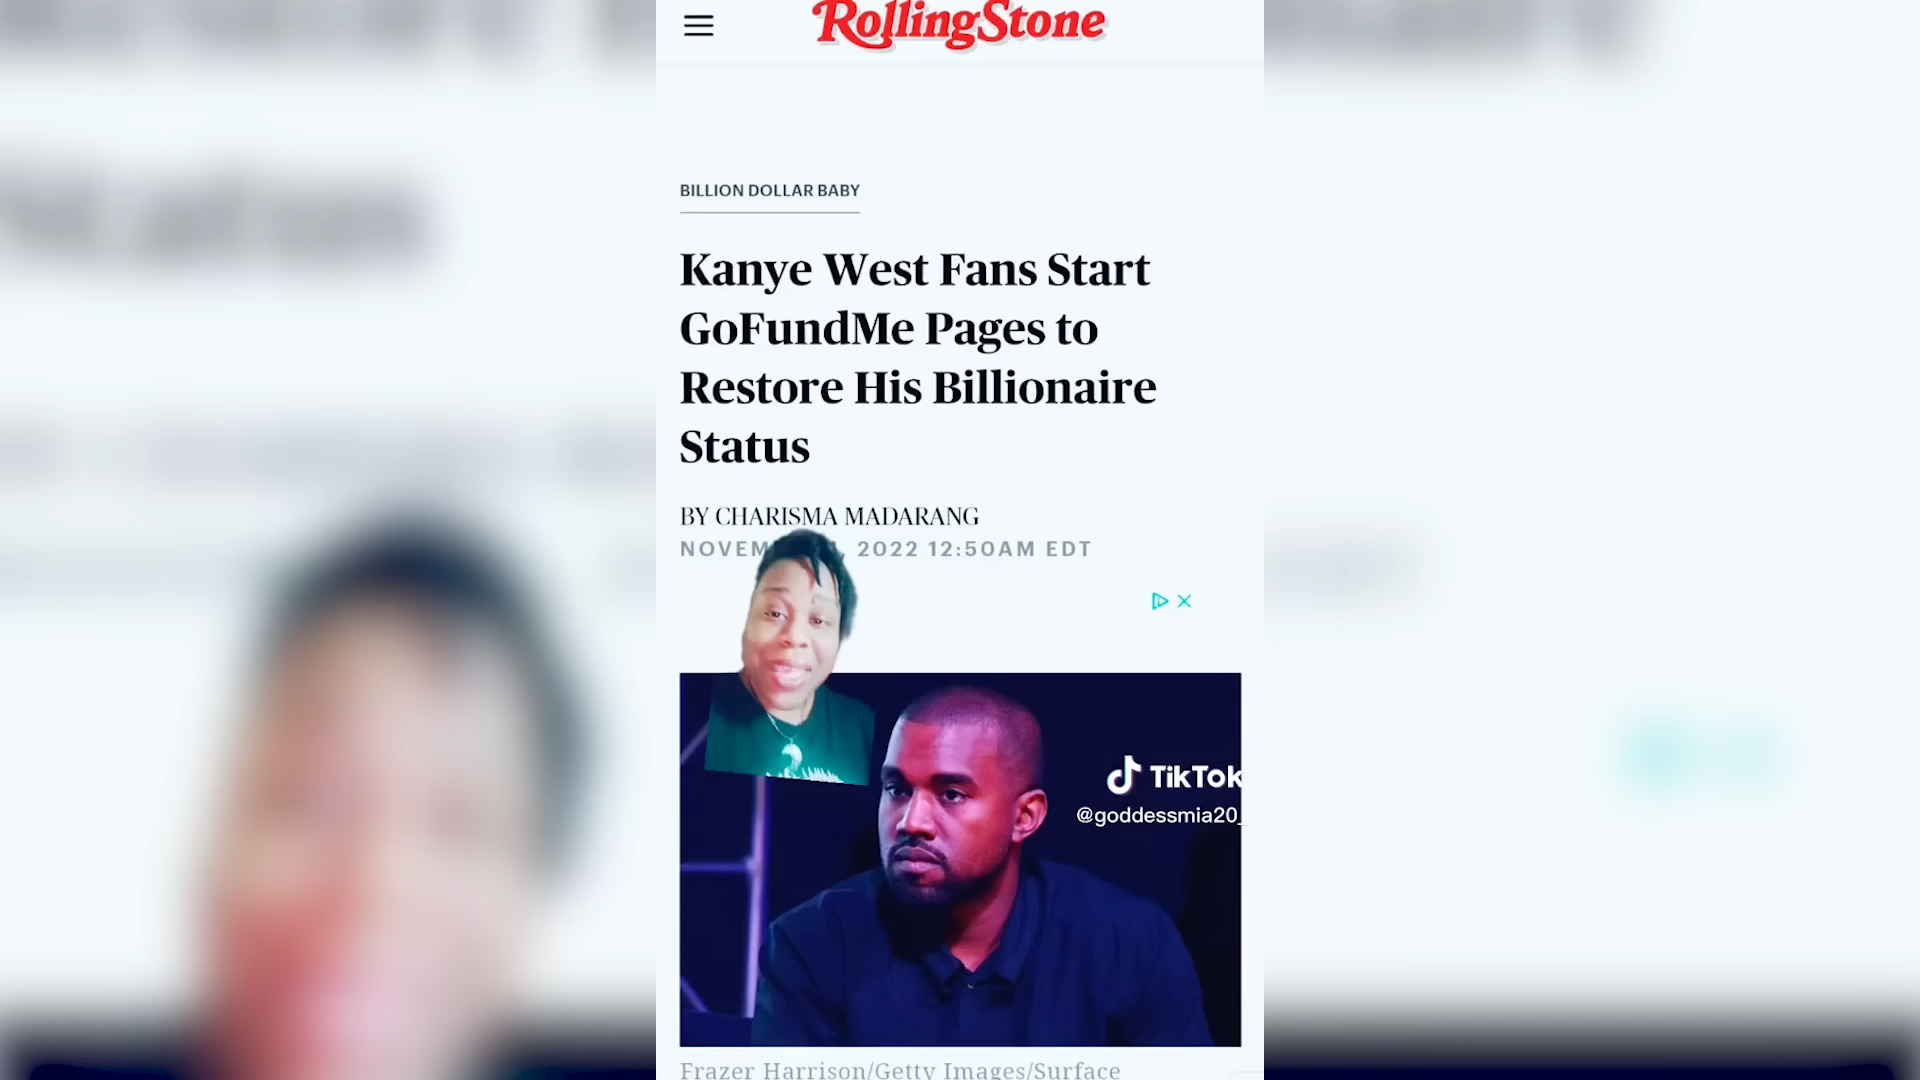 RollingStone
BILLION DOLLAR BABY
Kanye West Fans Start
GoFundMe Pages to
Restore His Billionaire
Status
BY CHARISMA MADARANG
2022 12:50AM EDT
TikTok
@goddessmia20_
Frazer Harrison/Getty Images/Surface